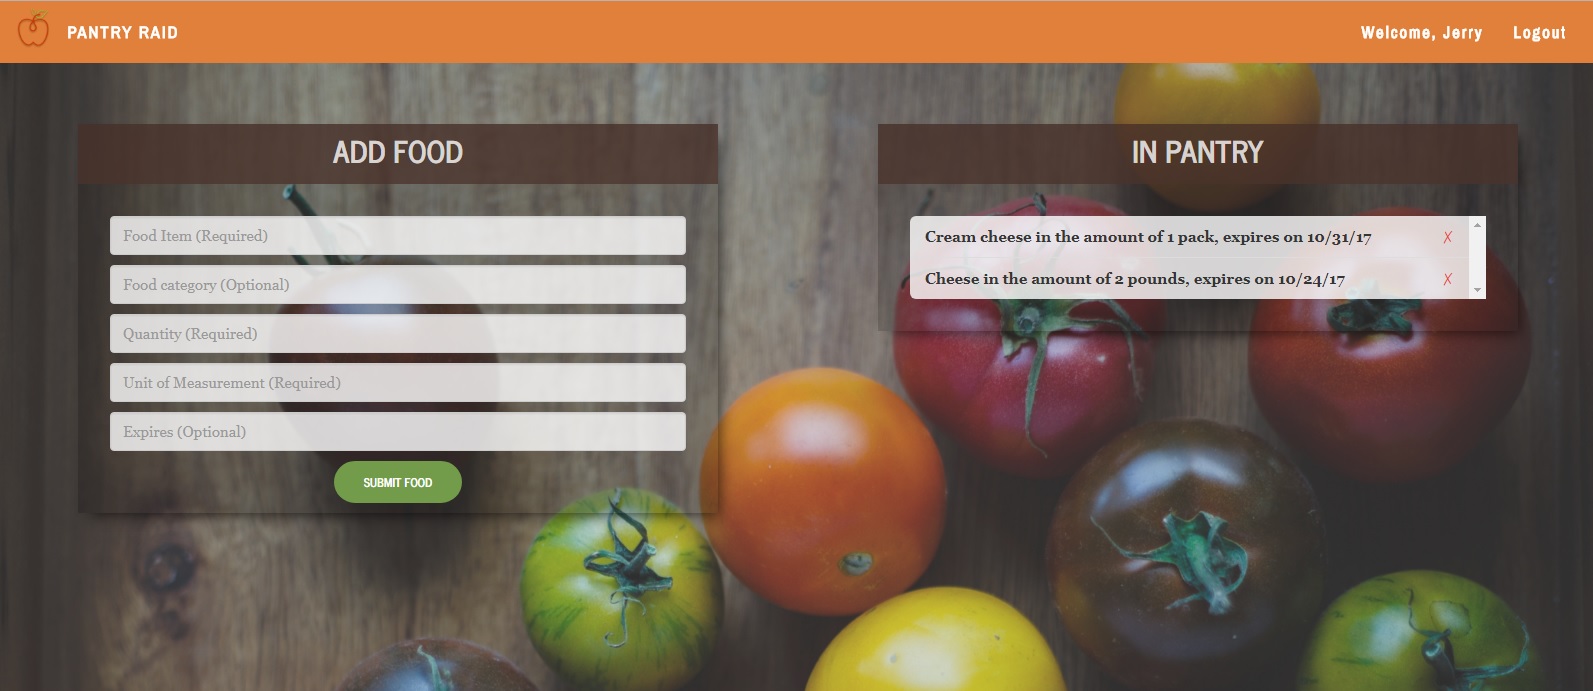 PANTRY RAID
Welcome, Jerry
Logout
ADD FOOD
Food Item (Required)
Food category (Optional)
Quantity (Required)
Unit of Measurement (Required)
Expires (Optional)
SUBMIT FOOD
IN PANTRY
Cream cheese in the amount of 1 pack, expires on 10/31/17 X
Cheese in the amount of 2 pounds, expires on 10/24/17 X